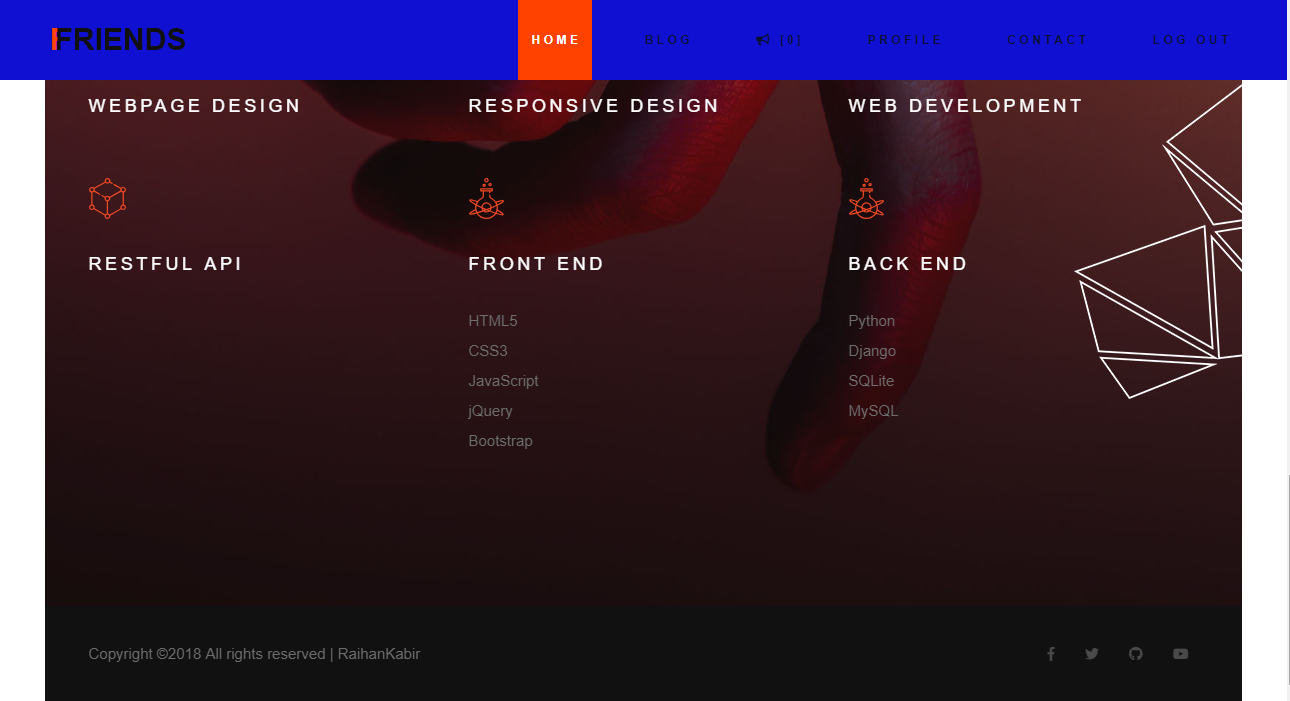 FRIENDS
HOME BLOG [0] PROFILE CONTACT LOG OUT
WEBPAGE DESIGN RESPONSIVE DESIGN WEB DEVELOPMENT
RESTFUL API FRONT END BACK END
HTML5 Python
CSS3 Django
JavaScript SQLite
jQuery MySQL
Bootstrap
Copyright ©2018 All rights reserved | RaihanKabir